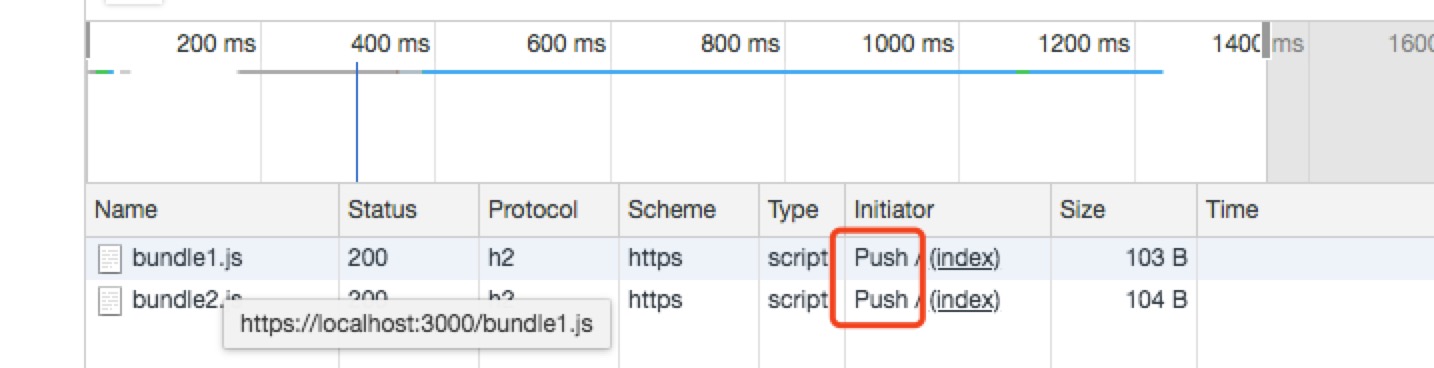 200 ms 400 ms 600 ms 800 ms 1000 ms 1200 ms 1400 ms 1600
Name Status Protocol Scheme Type Initiator Size Time
bundle1.js 200 h2 https script Push / (index) 103 B
bundle2.js 200 h2 https script Push / (index) 104 B
https://localhost:3000/bundle1.js